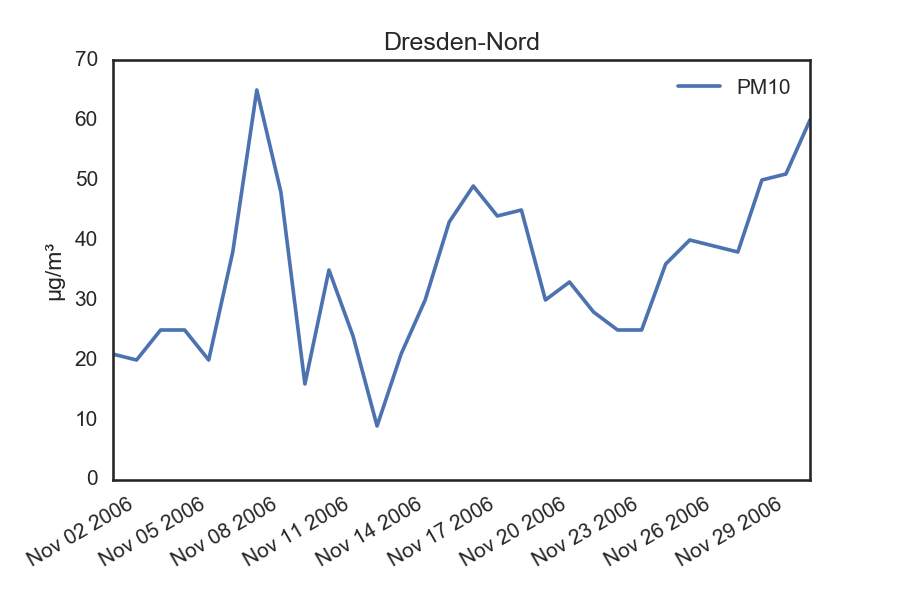 Dresden-Nord
PM10
µg/m³
70
60
50
40
30
20
10
0
Nov 02 2006
Nov 05 2006
Nov 08 2006
Nov 11 2006
Nov 14 2006
Nov 17 2006
Nov 20 2006
Nov 23 2006
Nov 26 2006
Nov 29 2006